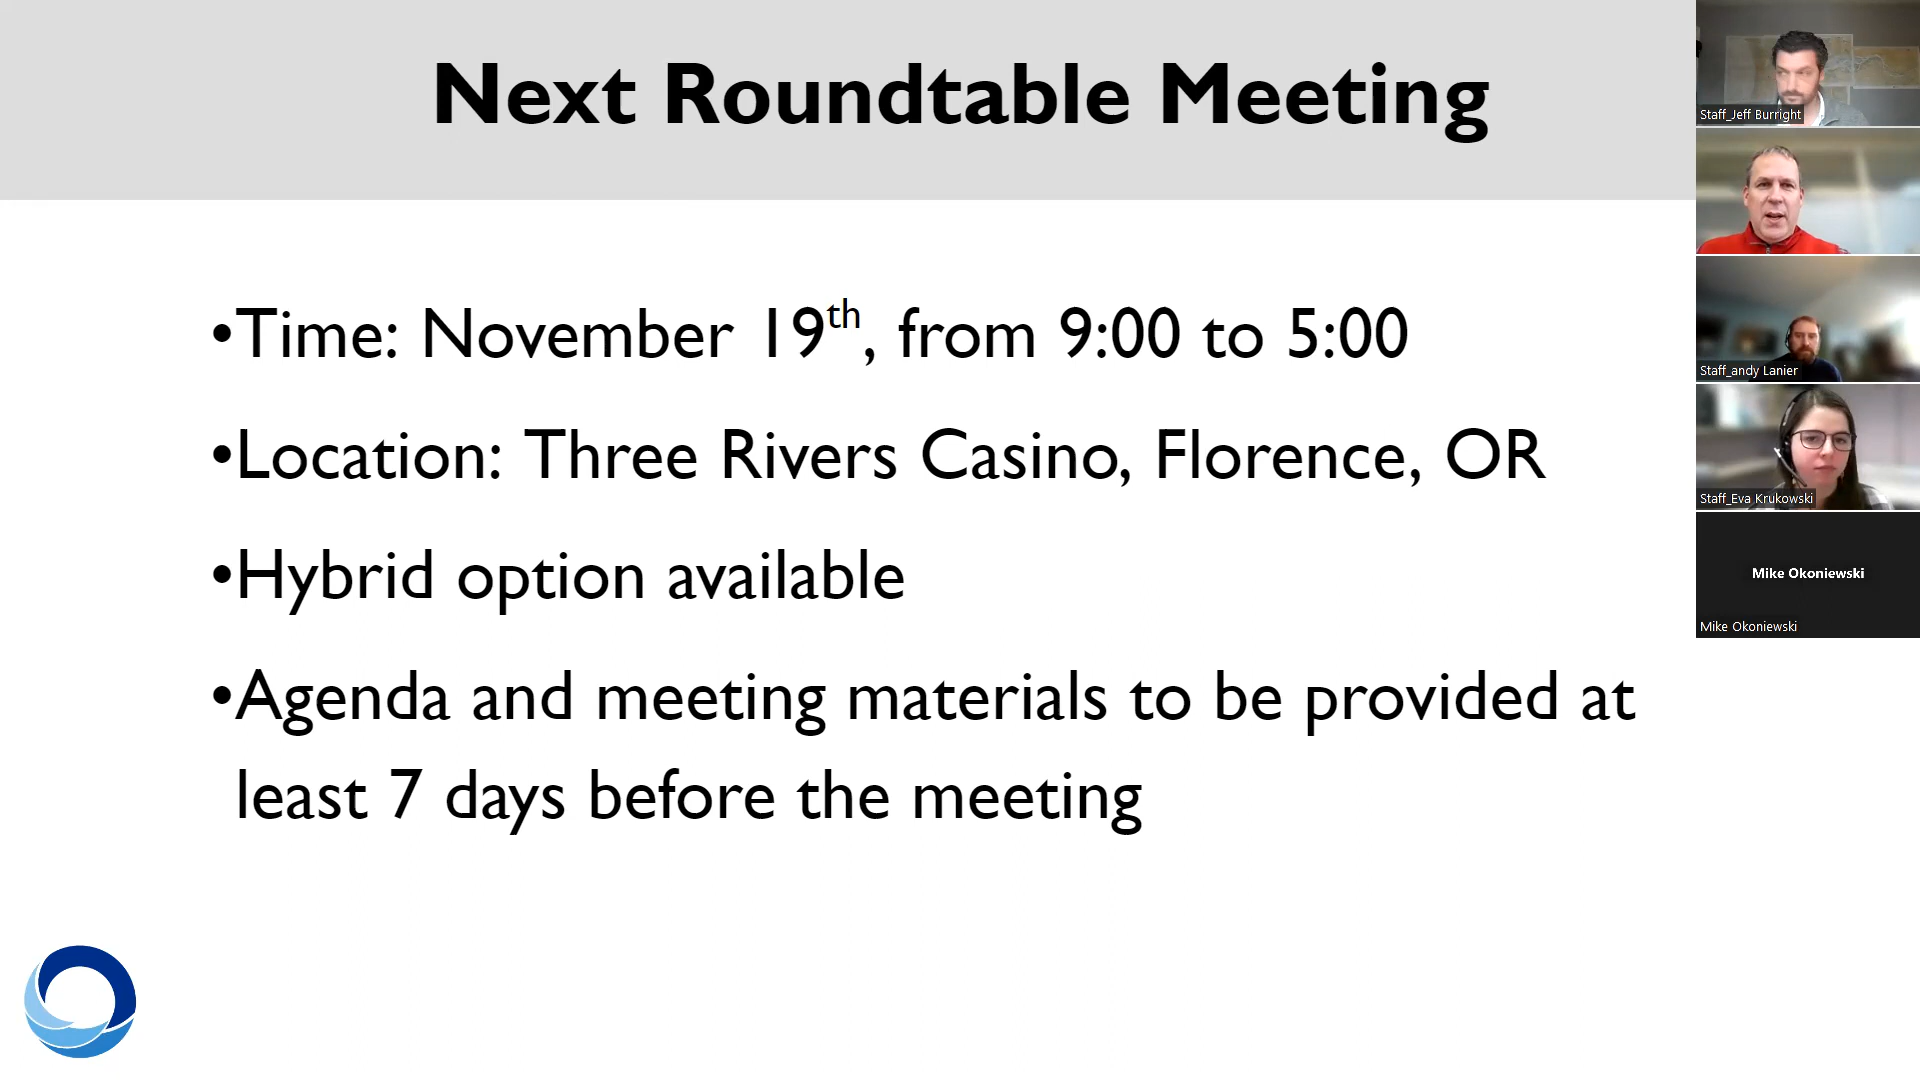 Next Roundtable Meeting
•Time: November 19th, from 9:00 to 5:00
•Location: Three Rivers Casino, Florence, OR
•Hybrid option available
•Agenda and meeting materials to be provided at
least 7 days before the meeting
Staff_Jeff Burright
Staff_andy Lanier
Staff_Eva Krukowski
Mike Okoniewski
Mike Okoniewski